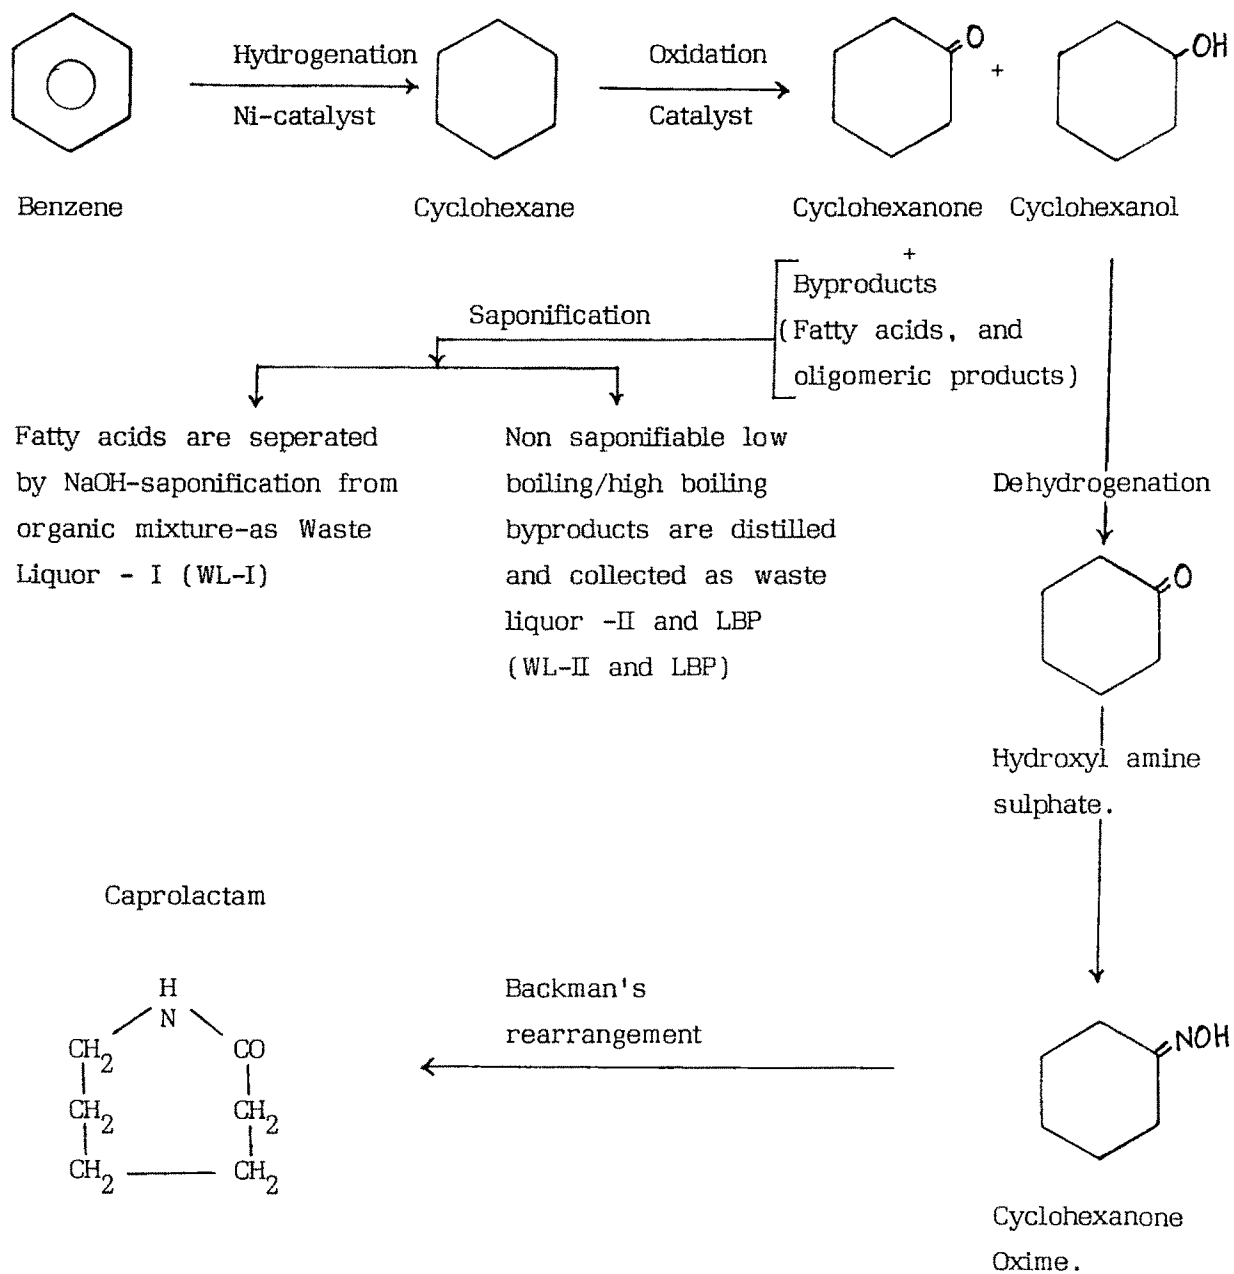 Hydrogenation
Ni-catalyst
Oxidation
Catalyst
O
+
OH
Benzene
Cyclohexane
Cyclohexanone
Cyclohexanol
+
Byproducts
(Fatty acids, and
oligomeric products)
Saponification
Fatty acids are seperated
by NaOH-saponification from
organic mixture-as Waste
Liquor - I (WL-I)
Non saponifiable low
boiling/high boiling
byproducts are distilled
and collected as waste
liquor -II and LBP
(WL-II and LBP)
Dehydrogenation
O
Hydroxyl amine
sulphate.
NOH
Cyclohexanone
Oxime.
Backman's
rearrangement
Caprolactam
H
N
CH2 CO
CH2 CH2
CH2 CH2